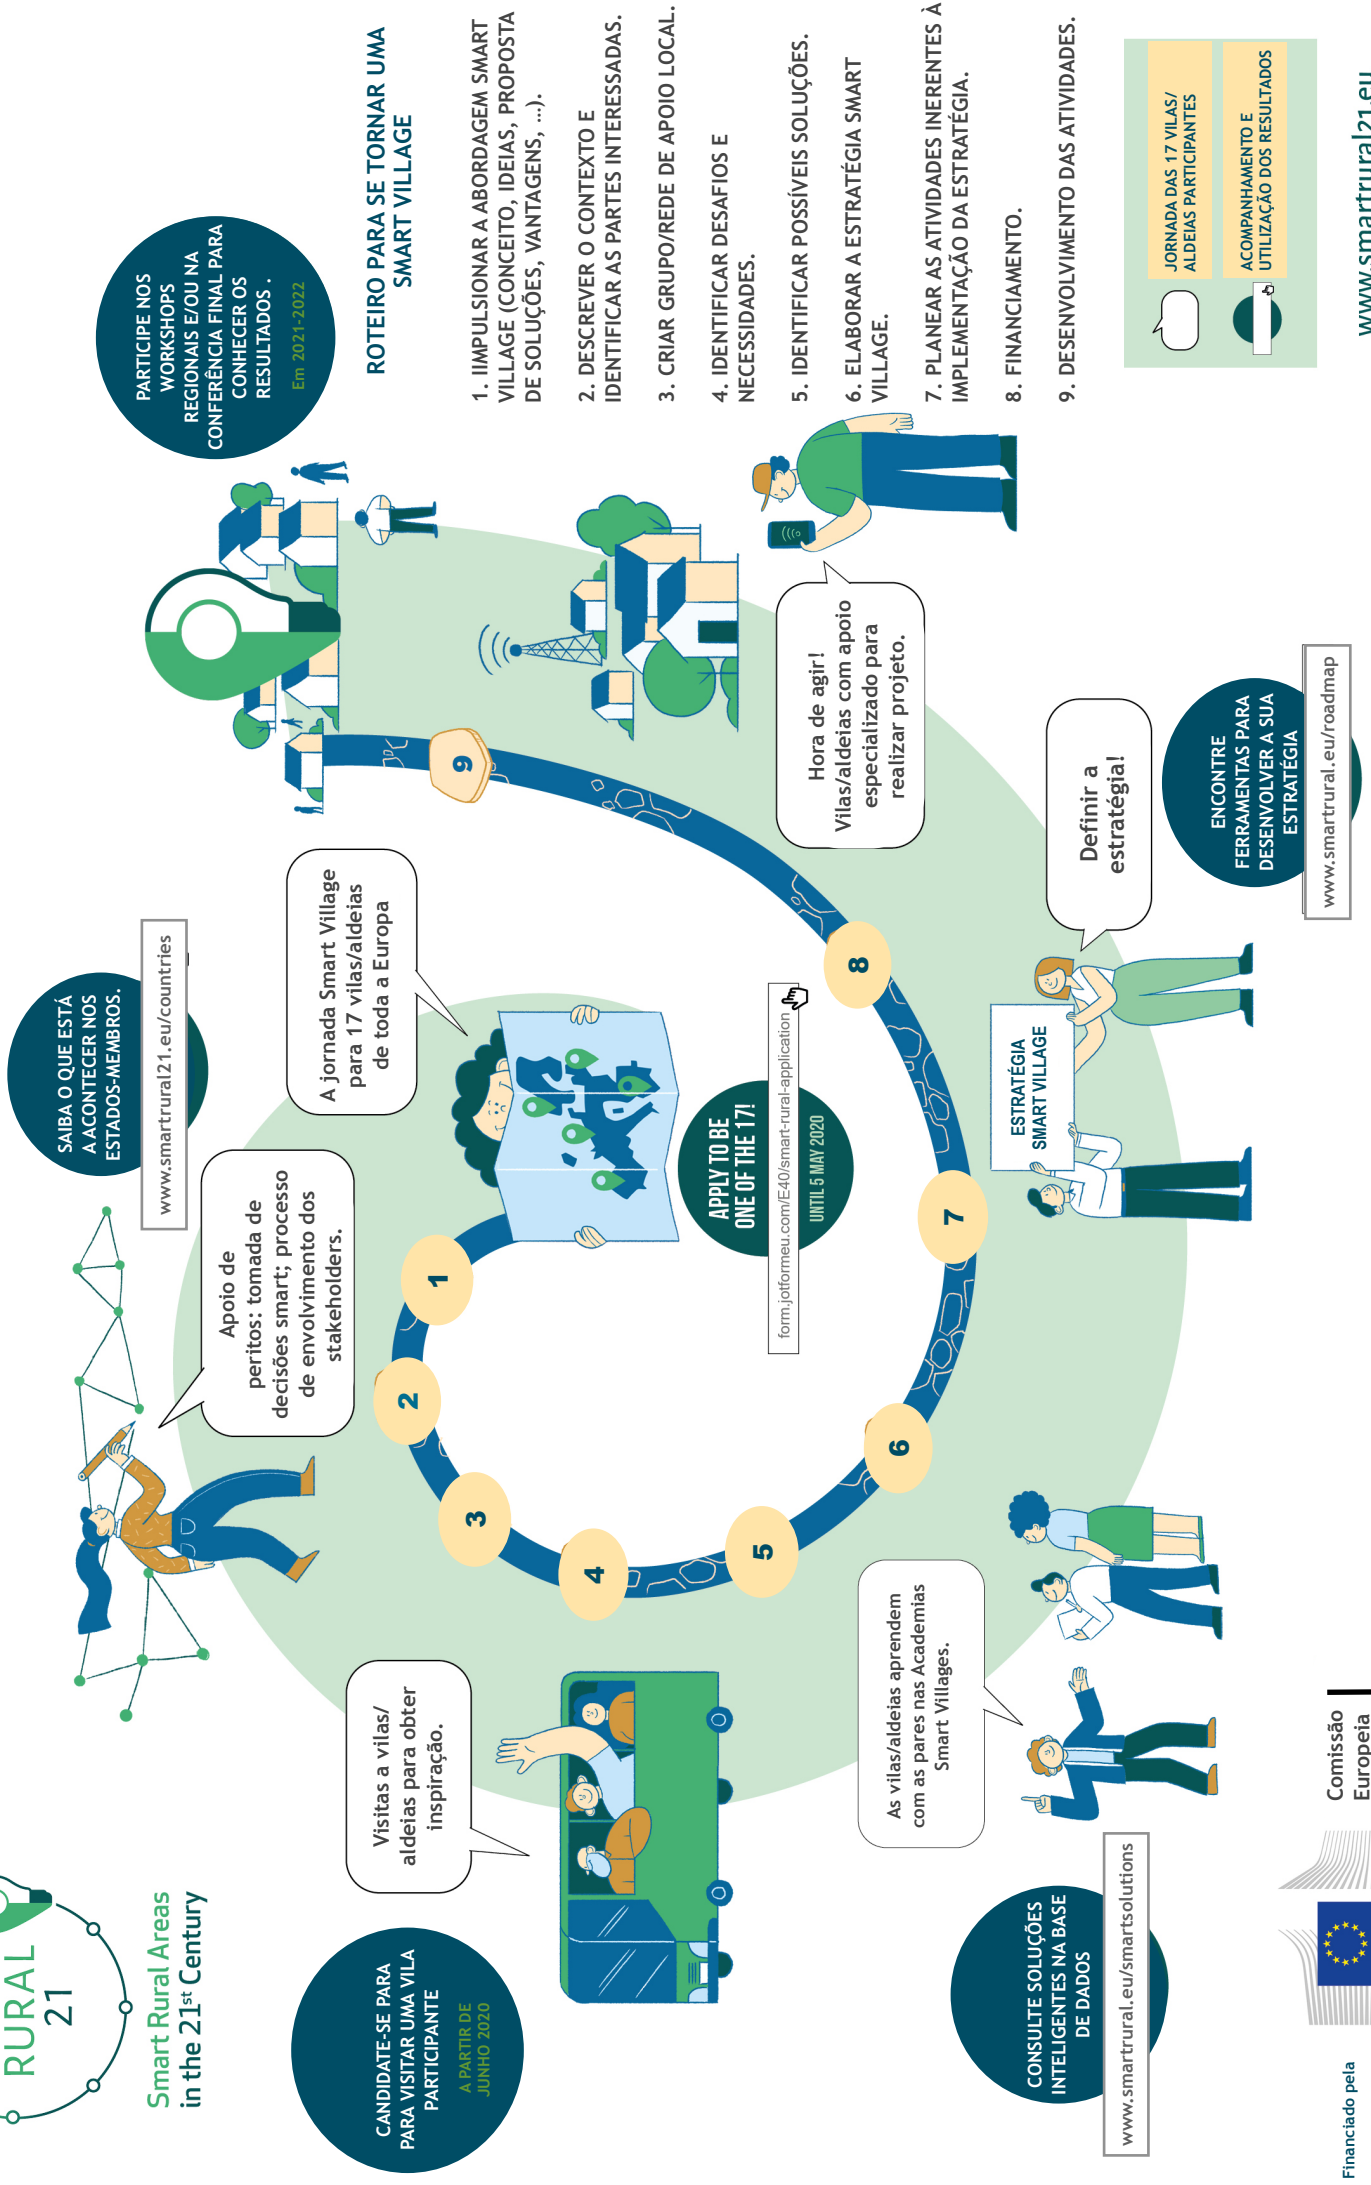 RURAL
21
Smart Rural Areas
in the 21st Century
SAIBA O QUE ESTÁ
A ACONTECER NOS
ESTADOS-MEMBROS.
www.smartrural21.eu/countries
PARTICIPE NOS
WORKSHOPS
REGIONAIS E/OU NA
CONFERÊNCIA FINAL PARA
CONHECER OS
RESULTADOS .
Em 2021-2022
Apoio de
peritos: tomada de
decisões smart; processo
de envolvimento dos
stakeholders.
A jornada Smart Village
para 17 vilas/aldeias
de toda a Europa
Visitas a vilas/
aldeias para obter
inspiração.
CANDIDATE-SE PARA
PARA VISITAR UMA VILA
PARTICIPANTE
A PARTIR DE
JUNHO 2020
1
2
3
4
5
6
7
8
9
APPLY TO BE
ONE OF THE 17!
form.jotformeu.com/E40/smart-rural-application
UNTIL 5 MAY 2020
Hora de agir!
Vilas/aldeias com apoio
especializado para
realizar projeto.
As vilas/aldeias aprendem
com as pares nas Academias
Smart Villages.
ESTRATÉGIA
SMART VILLAGE
Definir a
estratégia!
CONSULTE SOLUÇÕES
INTELIGENTES NA BASE
DE DADOS
www.smartrural.eu/smartsolutions
ENCONTRE
FERRAMENTAS PARA
DESENVOLVER A SUA
ESTRATÉGIA
www.smartrural.eu/roadmap
ROTEIRO PARA SE TORNAR UMA
SMART VILLAGE
1. IIMPULSIONAR A ABORDAGEM SMART
VILLAGE (CONCEITO, IDEIAS, PROPOSTA
DE SOLUÇÕES, VANTAGENS, ...).
2. DESCREVER O CONTEXTO E
IDENTIFICAR AS PARTES INTERESSADAS.
3. CRIAR GRUPO/REDE DE APOIO LOCAL.
4. IDENTIFICAR DESAFIOS E
NECESSIDADES.
5. IDENTIFICAR POSSÍVEIS SOLUÇÕES.
6. ELABORAR A ESTRATÉGIA SMART
VILLAGE.
7. PLANEAR AS ATIVIDADES INERENTES À
IMPLEMENTAÇÃO DA ESTRATÉGIA.
8. FINANCIAMENTO.
9. DESENVOLVIMENTO DAS ATIVIDADES.
JORNADA DAS 17 VILAS/
ALDEIAS PARTICIPANTES
ACOMPANHAMENTO E
UTILIZAÇÃO DOS RESULTADOS
Financiado pela
Comissão
Europeia
www.smartrural21.eu